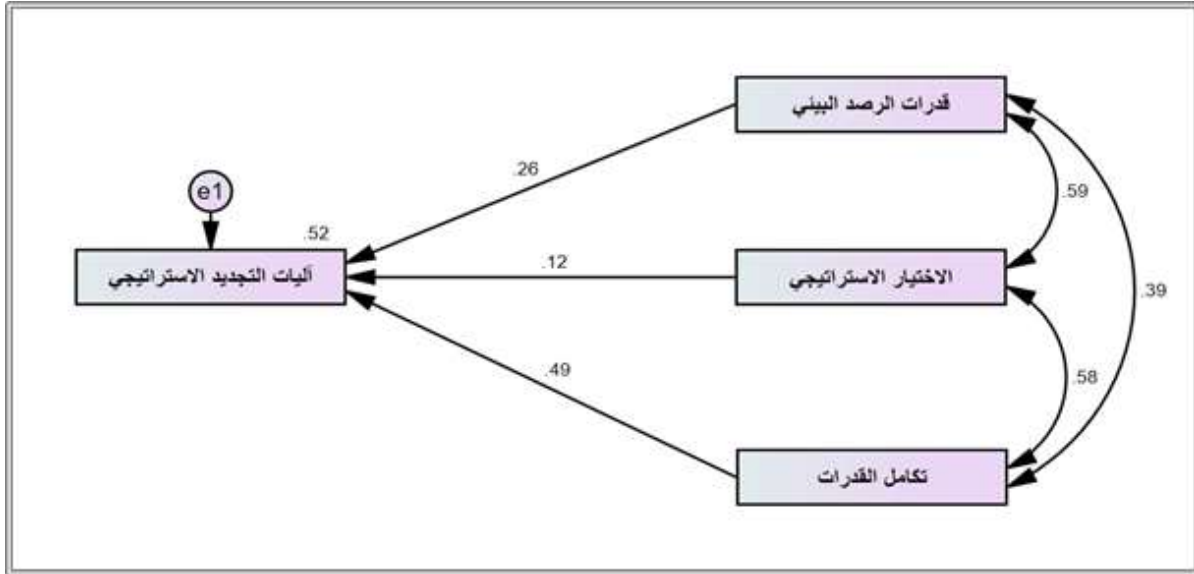 قدرات الرصد البيئي
.26
.59
e1
.52
آليات التجديد الاستراتيجي
.12
الاختيار الاستراتيجي
.39
.49
.58
تكامل القدرات